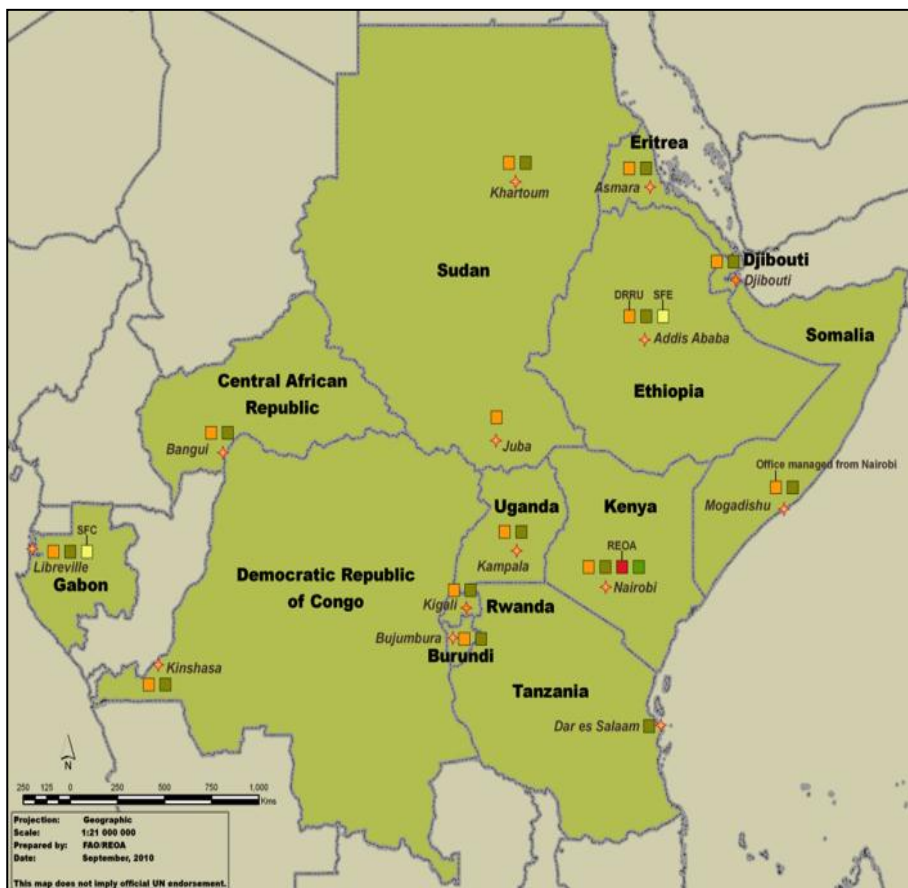 Eritrea
Asmara
Khartoum
Sudan
Djibouti
Djibouti
DRRU SFE
Addis Ababa
Somalia
Ethiopia
Central African
Republic
Bangui
Juba
Office managed from Nairobi
Mogadishu
Uganda
Kampala
Kenya
REOA
Nairobi
SFC
Libreville
Gabon
Democratic Republic
of Congo
Kigali
Rwanda
Bujumbura
Burundi
Kinshasa
Tanzania
Dar es Salaam
N
250 125 0 250 500 750 1,000
Kms
Projection: Geographic
Scale: 1:21 000 000
Prepared by: FAO/REOA
Date: September, 2010
This map does not imply official UN endorsement.